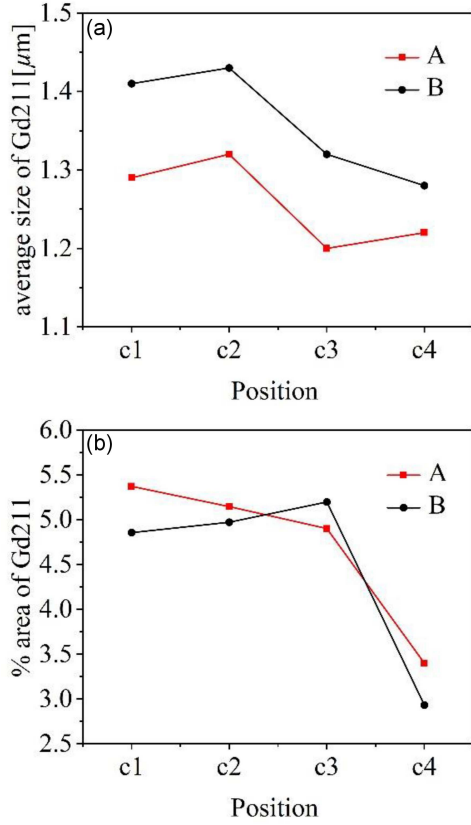 (a)
average size of Gd211[μm]
1.5
1.4
1.3
1.2
1.1
A
B
c1 c2 c3 c4
Position
(b)
% area of Gd211
6.0
5.5
5.0
4.5
4.0
3.5
3.0
2.5
A
B
c1 c2 c3 c4
Position